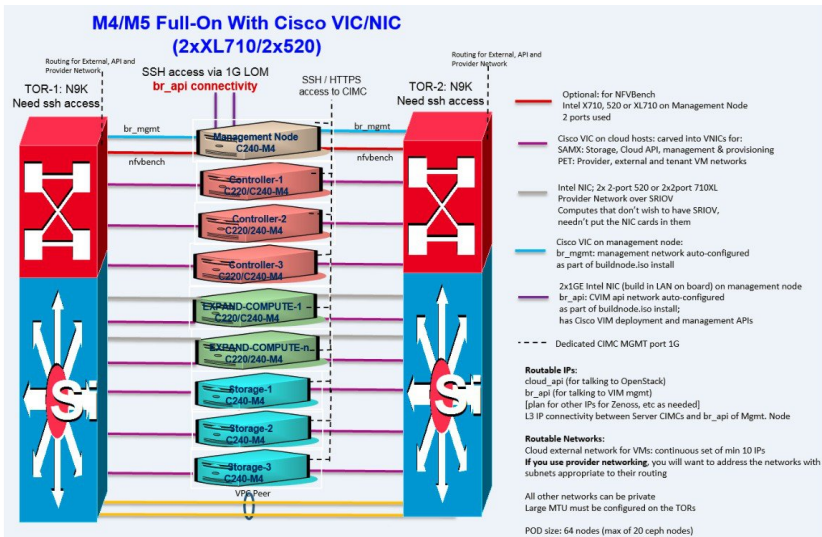 M4/M5 Full-On With Cisco VIC/NIC
(2xXL710/2x520)
Routing for External, API and
Provider Network
TOR-1: N9K
Need ssh access
SSH access via 1G LOM
br_api connectivity
SSH / HTTPS
access to CIMC
Routing for External, API and
Provider Network
TOR-2: N9K
Need ssh access
br_mgmt
nfvbench
br_mgmt
nfvbench
Management Node
C240-M4
Controller-1
C220/C240-M4
Controller-2
C220/C240-M4
Controller-3
C220/C240-M4
EXPAND-COMPUTE-1
C220/C240-M4
EXPAND-COMPUTE-n
C220/240-M4
Storage-1
C240-M4
Storage-2
C240-M4
Storage-3
C240-M4
VPC Peer
Si
Si
Optional: for NFVBench
Intel X710, 520 or XL710 on Management Node
2 ports used
Cisco VIC on cloud hosts: carved into VNICs for:
SAMX: Storage, Cloud API, management & provisioning
PET: Provider, external and tenant VM networks
Intel NIC; 2x 2-port 520 or 2x2port 710XL
Provider Network over SRIOV
Computes that don't wish to have SRIOV,
needn't put the NIC cards in them
Cisco VIC on management node:
br_mgmt: management network auto-configured
as part of buildnode.iso install
2x1GE Intel NIC (build in LAN on board) on management node
br_api: CVIM api network auto-configured
as part of buildnode.iso install;
has Cisco VIM deployment and management APIs
Dedicated CIMC MGMT port 1G
Routable IPs:
cloud_api (for talking to OpenStack)
br_api (for talking to VIM mgmt)
[plan for other IPs for Zenoss, etc as needed]
L3 IP connectivity between Server CIMCs and br_api of Mgmt. Node
Routable Networks:
Cloud external network for VMs: continuous set of min 10 IPs
If you use provider networking, you will want to address the networks with
subnets appropriate to their routing
All other networks can be private
Large MTU must be configured on the TORs
POD size: 64 nodes (max of 20 ceph nodes)